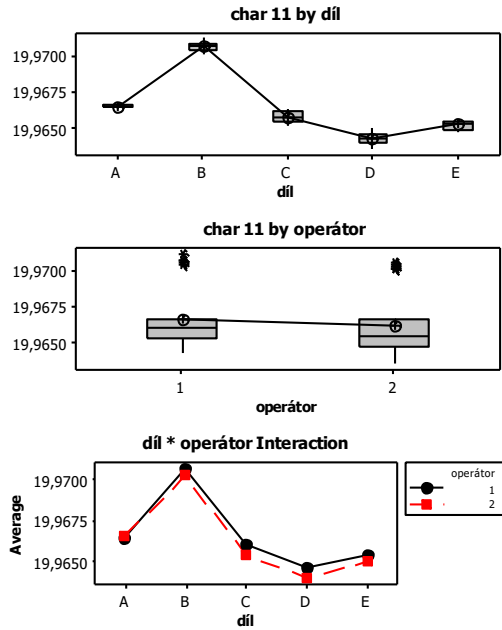 char 11 by díl
19,9700
19,9675
19,9650
A B C D E
díl
char 11 by operátor
19,9700
19,9675
19,9650
1 2
operátor
díl * operátor Interaction
operátor
1
2
Average
19,9700
19,9675
19,9650
A B C D E
díl